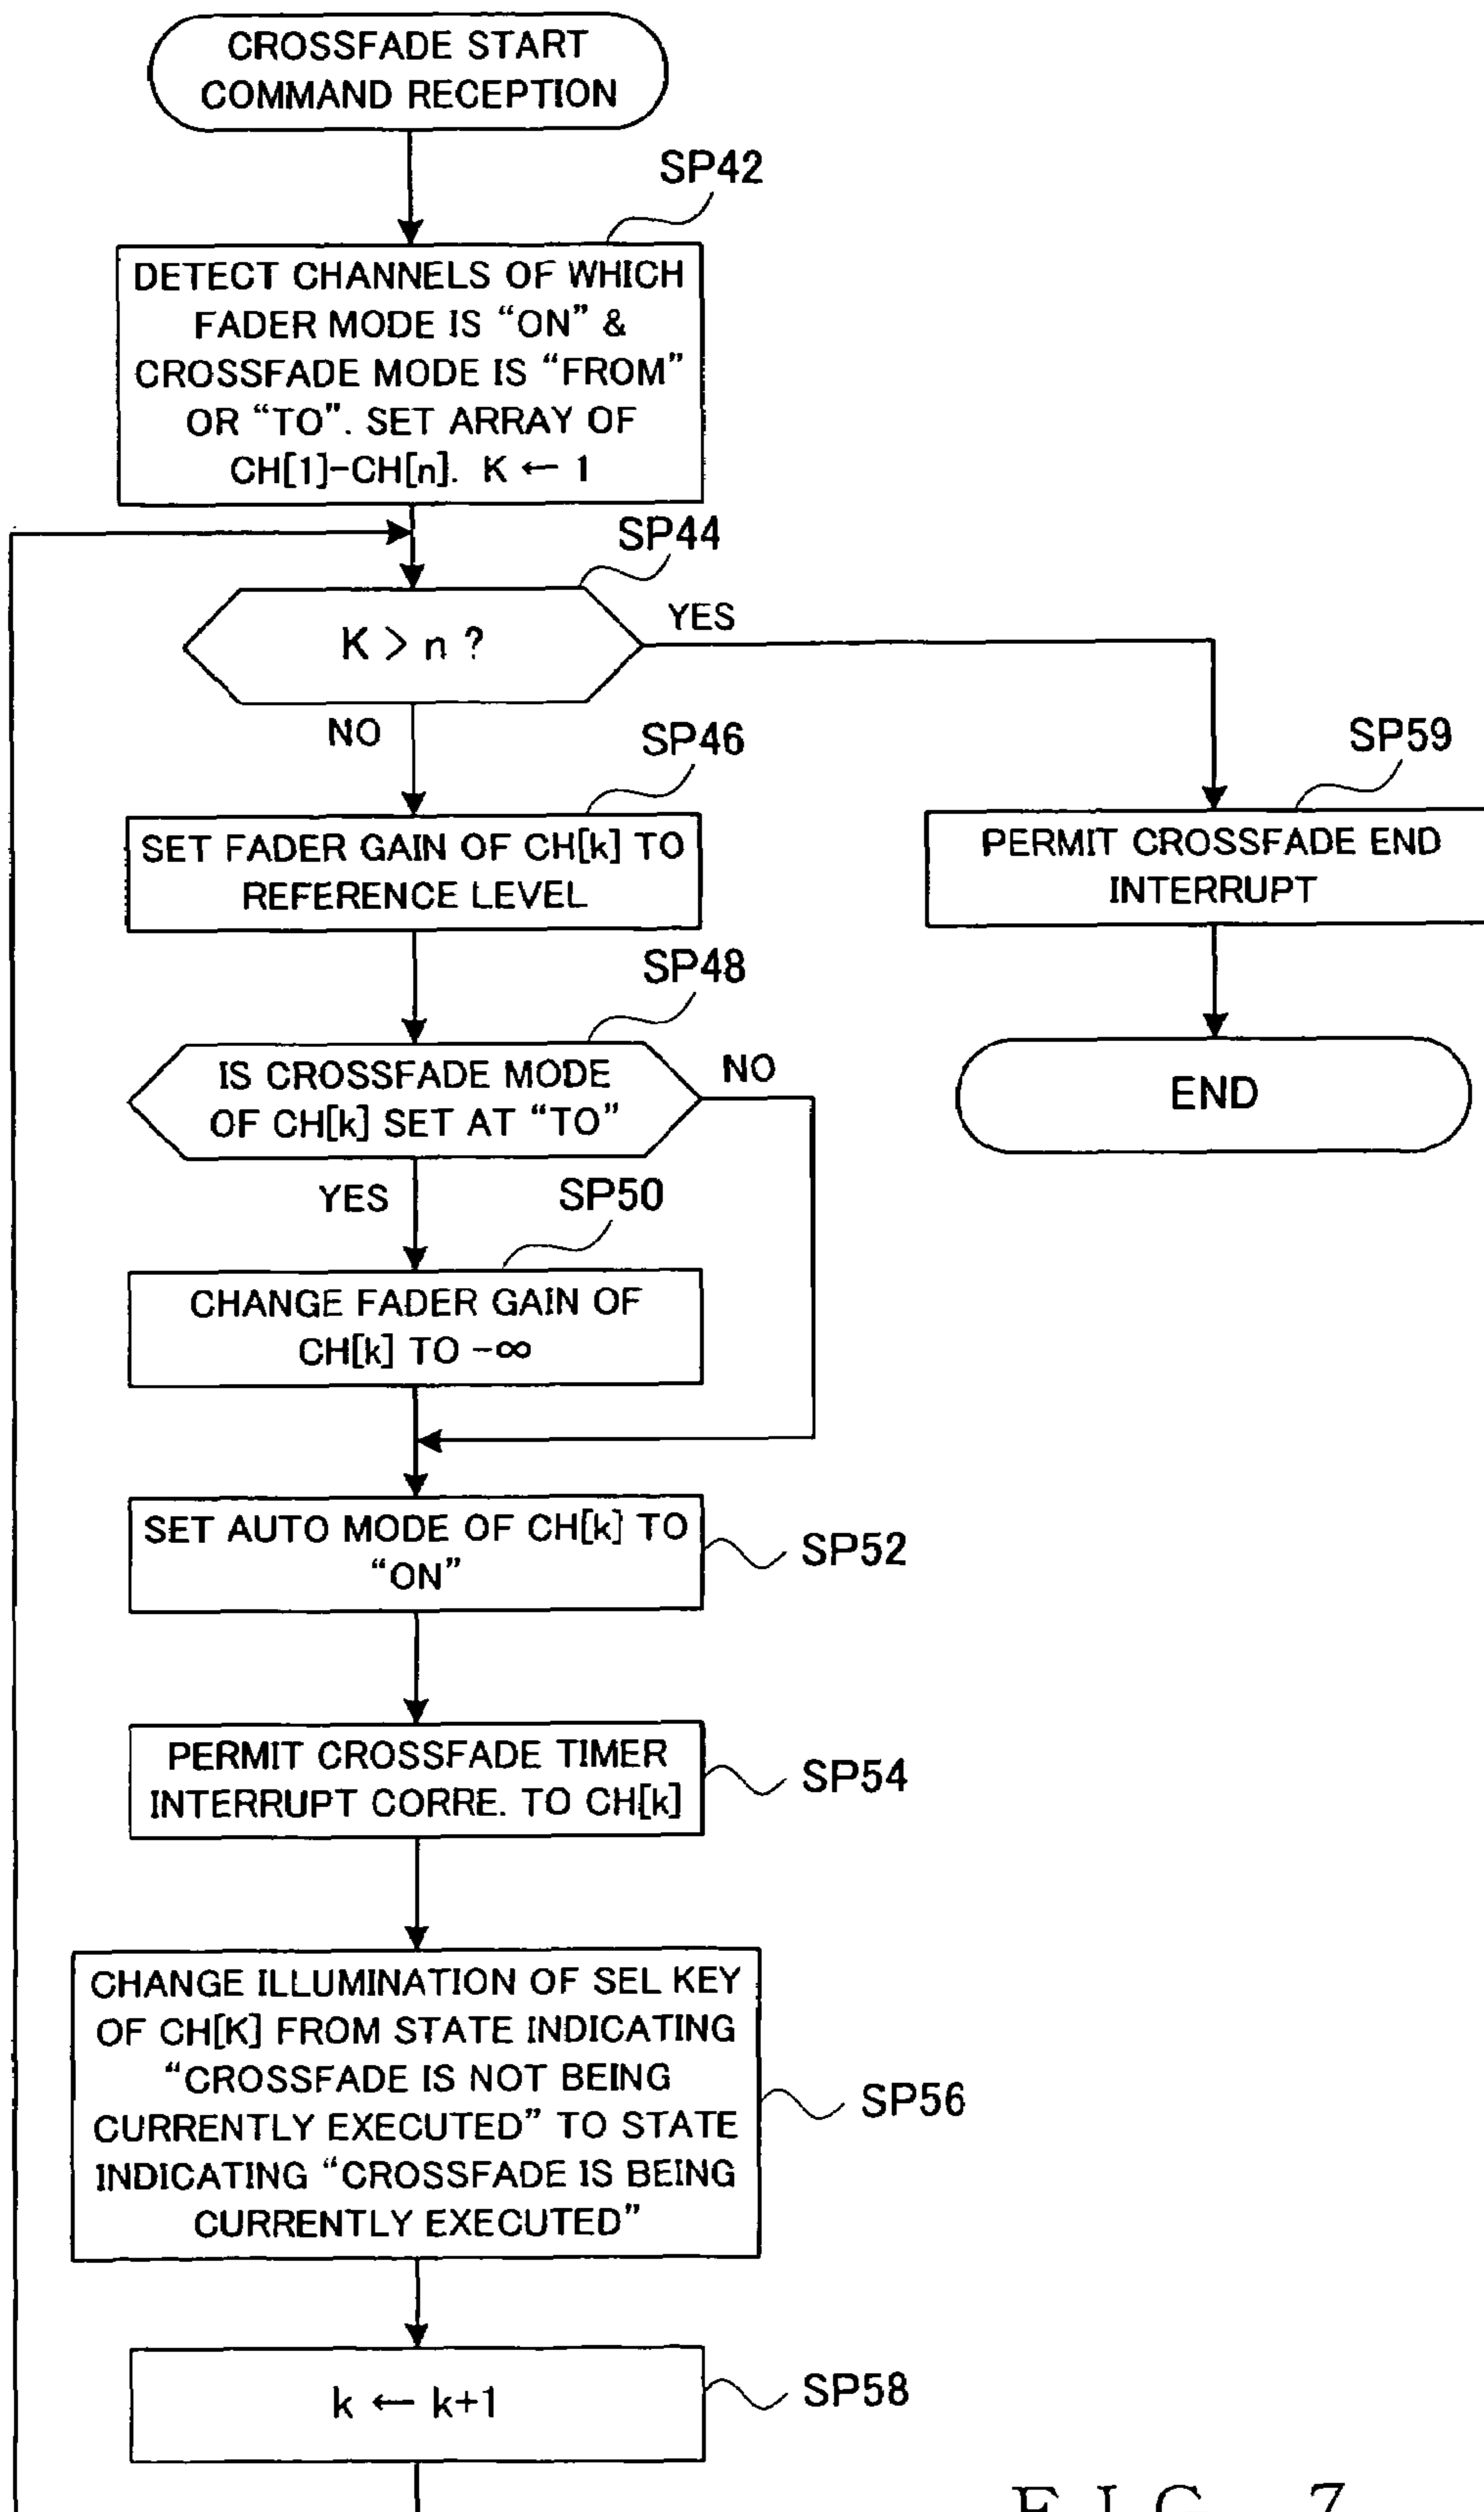 CROSSFADE START
COMMAND RECEPTION
SP42
DETECT CHANNELS OF WHICH
FADER MODE IS “ON” &
CROSSFADE MODE IS “FROM”
OR “TO”. SET ARRAY OF
CH[1]-CH[n]. K ← 1
SP44
K > n ?
YES
NO
SP46
SET FADER GAIN OF CH[k] TO
REFERENCE LEVEL
SP59
PERMIT CROSSFADE END
INTERRUPT
END
SP48
IS CROSSFADE MODE
OF CH[k] SET AT “TO”
NO
YES
SP50
CHANGE FADER GAIN OF
CH[k] TO -∞
SET AUTO MODE OF CH[k] TO
“ON”
SP52
PERMIT CROSSFADE TIMER
INTERRUPT CORRE. TO CH[k]
SP54
CHANGE ILLUMINATION OF SEL KEY
OF CH[K] FROM STATE INDICATING
“CROSSFADE IS NOT BEING
CURRENTLY EXECUTED” TO STATE
INDICATING “CROSSFADE IS BEING
CURRENTLY EXECUTED”
SP56
k ← k+1
SP58
FIG. 7